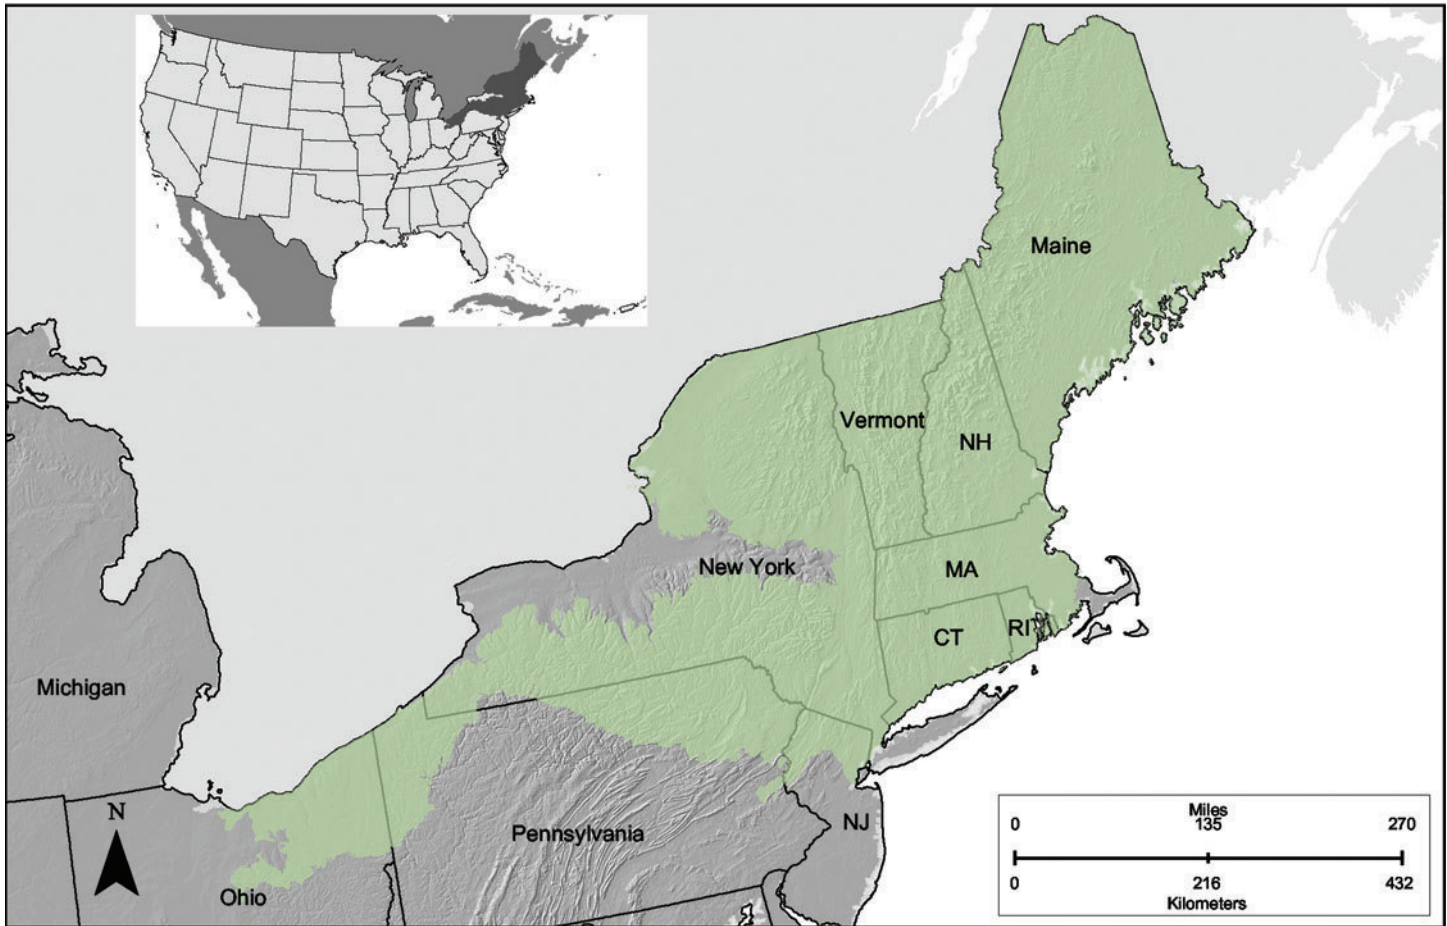 Maine
Vermont
NH
New York
MA
CT
RI
Michigan
N
Pennsylvania
NJ
Ohio
Miles
0 135 270
0 216 432
Kilometers